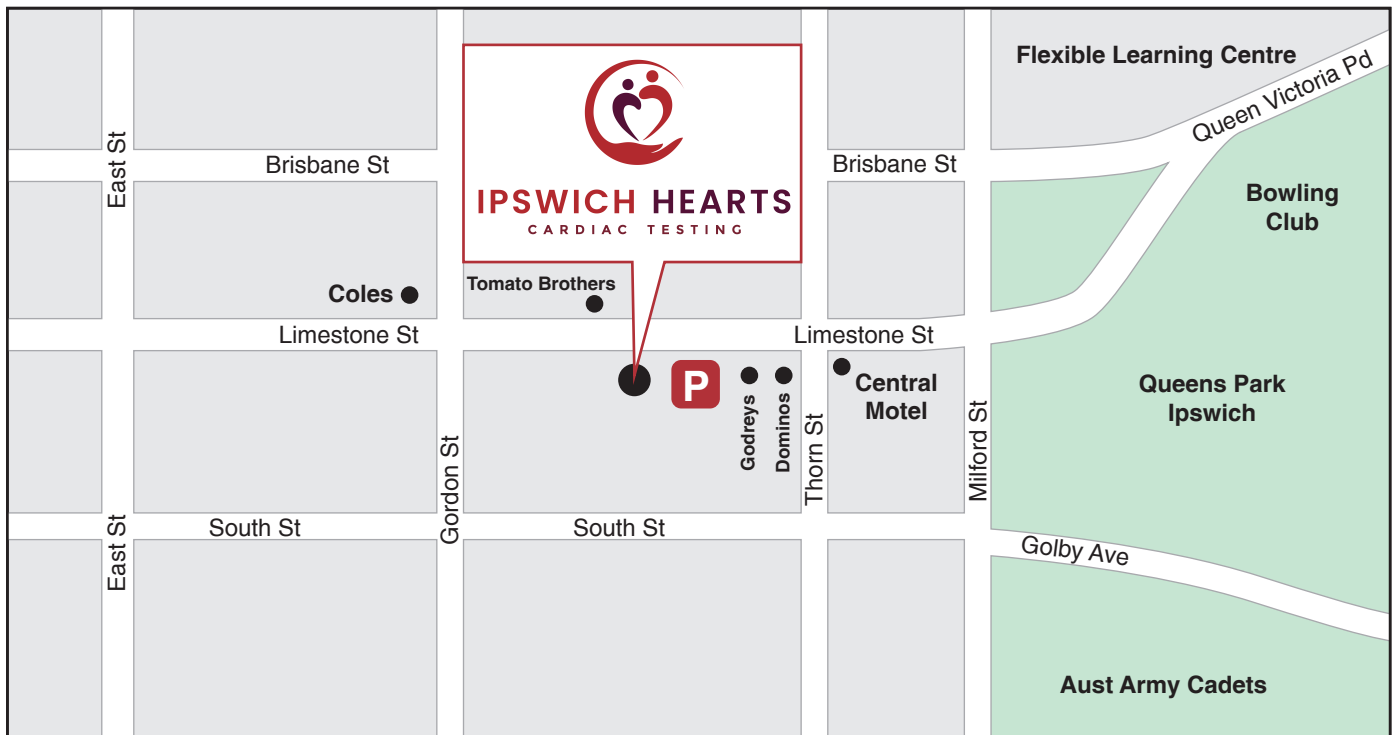 Flexible Learning Centre
Queen Victoria Pd
East St
Brisbane St
Brisbane St
IPSWICH HEARTS
CARDIAC TESTING
Bowling
Club
Coles
Tomato Brothers
Limestone St
Limestone St
P
Godreys
Dominos
Central
Motel
Queens Park
Ipswich
Gordon St
Thorn St
Milford St
East St
South St
South St
Golby Ave
Aust Army Cadets